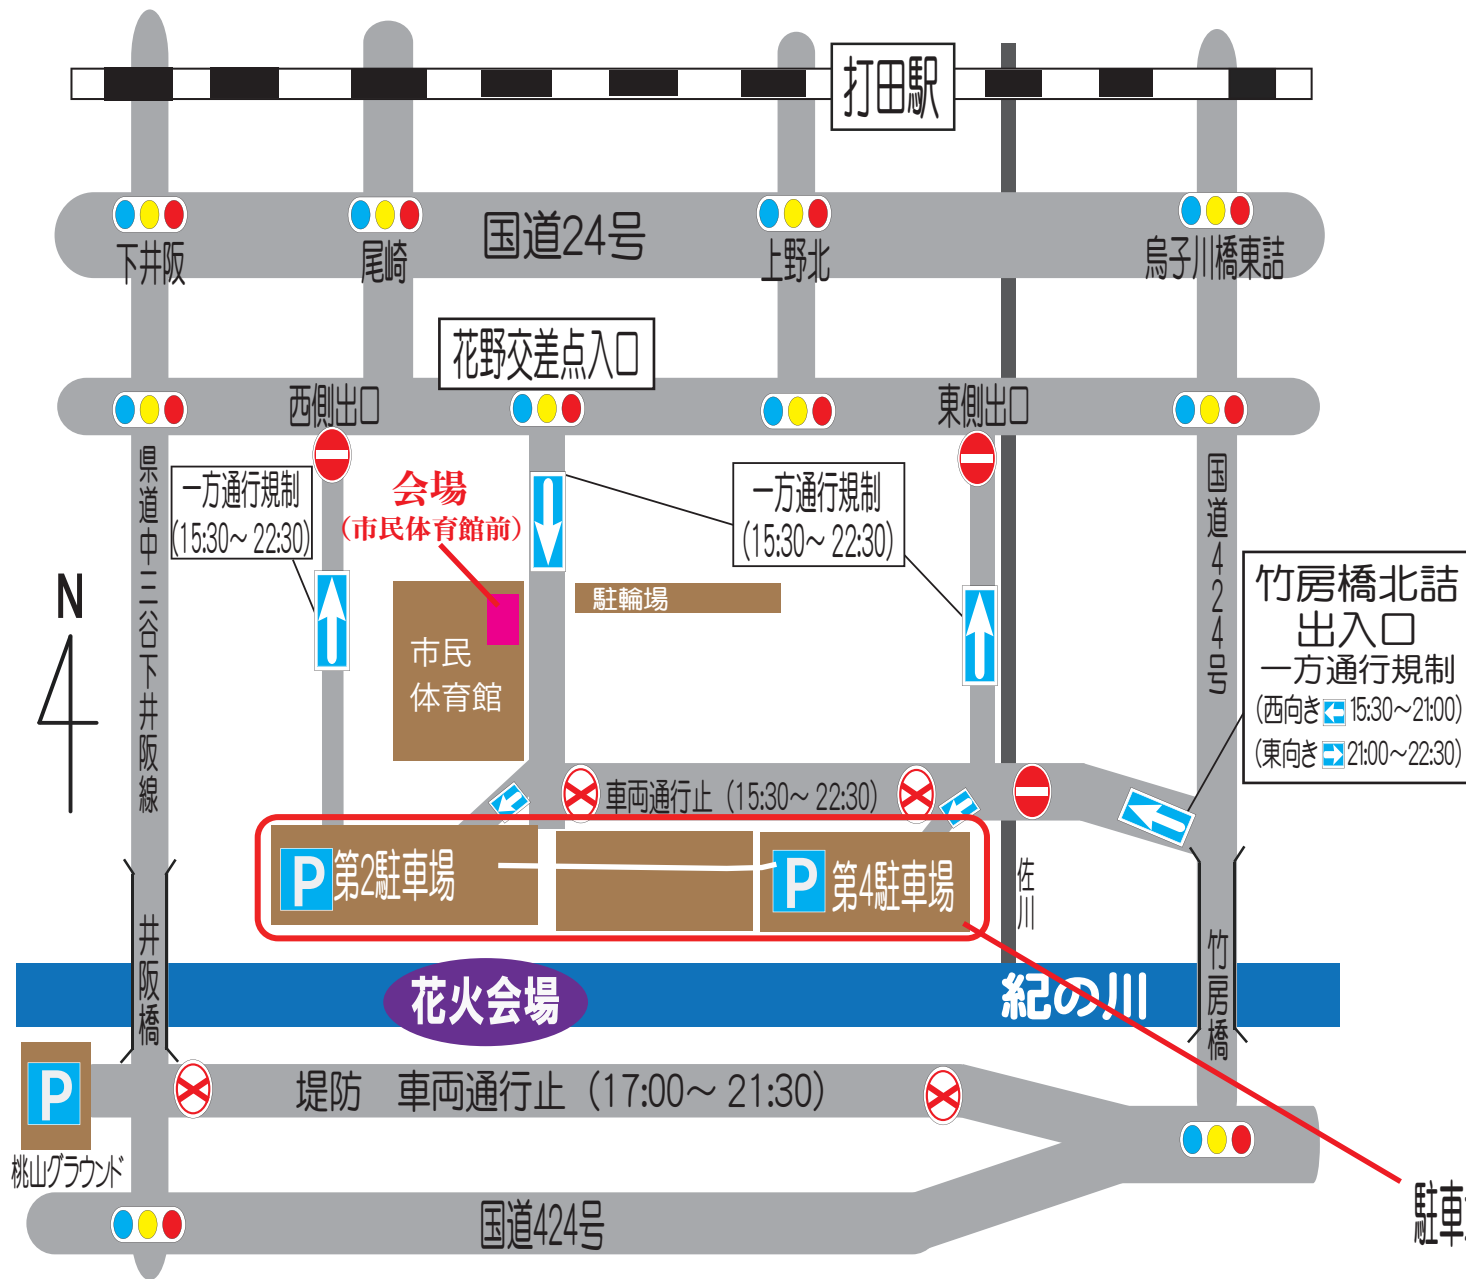 打田駅
国道24号
下井阪
尾崎
上野北
烏子川橋東詰
花野交差点入口
西側出口
東側出口
県道中三谷下井阪線
一方通行規制
(15:30～22:30)
会場
(市民体育館前)
一方通行規制
(15:30～22:30)
国道424号
N
駐輪場
市民
体育館
竹房橋北詰
出入口
一方通行規制
(西向き 15:30～21:00)
(東向き 21:00～22:30)
車両通行止 (15:30～22:30)
P 第2駐車場
P 第4駐車場
佐川
井阪橋
花火会場
紀の川
竹房橋
P
桃山グラウンド
堤防 車両通行止 (17:00～21:30)
国道424号
駐車